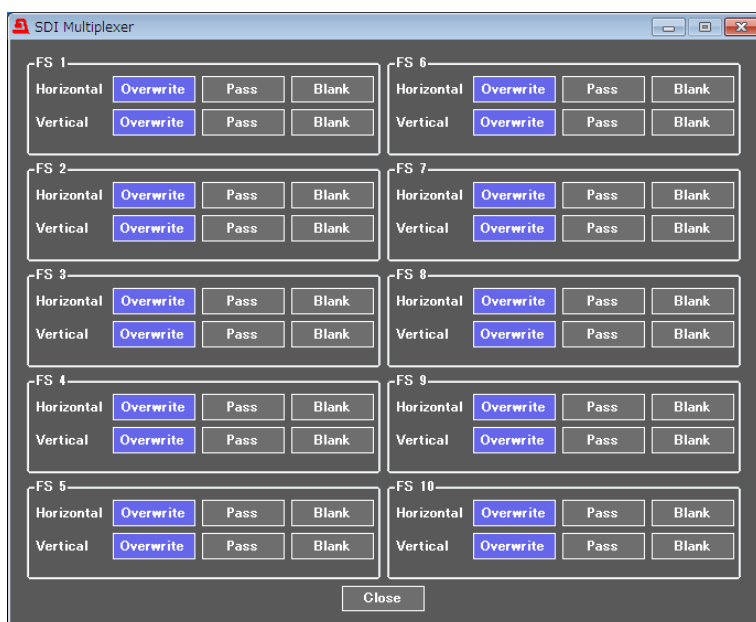 SDI Multiplexer
FS 1
Horizontal Overwrite Pass Blank
Vertical Overwrite Pass Blank
FS 2
Horizontal Overwrite Pass Blank
Vertical Overwrite Pass Blank
FS 3
Horizontal Overwrite Pass Blank
Vertical Overwrite Pass Blank
FS 4
Horizontal Overwrite Pass Blank
Vertical Overwrite Pass Blank
FS 5
Horizontal Overwrite Pass Blank
Vertical Overwrite Pass Blank
FS 6
Horizontal Overwrite Pass Blank
Vertical Overwrite Pass Blank
FS 7
Horizontal Overwrite Pass Blank
Vertical Overwrite Pass Blank
FS 8
Horizontal Overwrite Pass Blank
Vertical Overwrite Pass Blank
FS 9
Horizontal Overwrite Pass Blank
Vertical Overwrite Pass Blank
FS 10
Horizontal Overwrite Pass Blank
Vertical Overwrite Pass Blank
Close